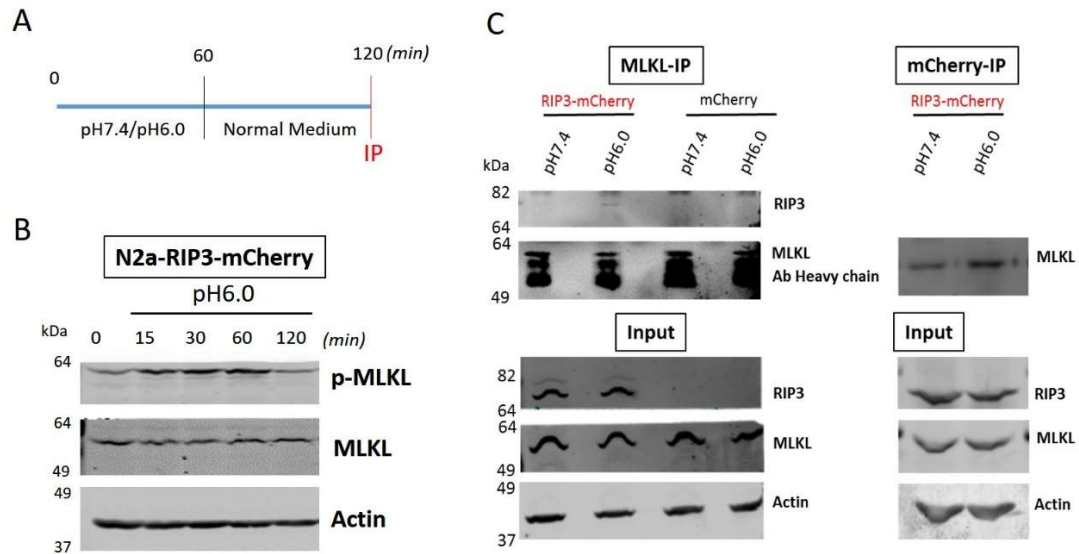 A
0 60 120 (min)
pH7.4/pH6.0 Normal Medium
IP
B
N2a-RIP3-mCherry
pH6.0
kDa 0 15 30 60 120 (min)
64
p-MLKL
64
MLKL
49
49
Actin
37
C
MLKL-IP
RIP3-mCherry mCherry
kDa pH7.4 pH6.0 pH7.4 pH6.0
82
RIP3
64
64
MLKL
Ab Heavy chain
49
Input
82
RIP3
64
64
MLKL
49
49
Actin
37
mCherry-IP
RIP3-mCherry
pH7.4 pH6.0
MLKL
Input
RIP3
MLKL
Actin